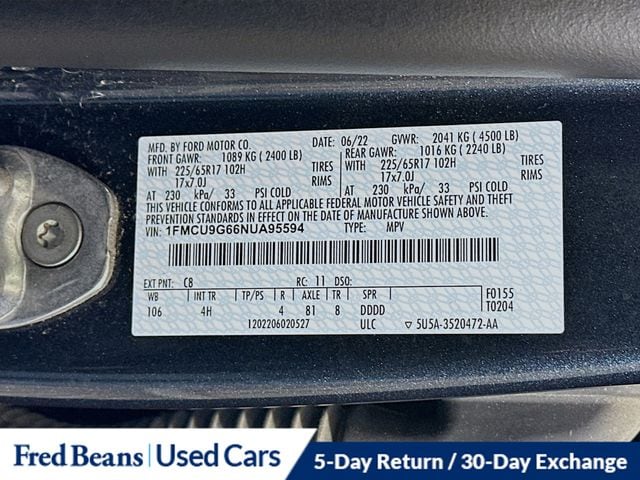 MFD. BY FORD MOTOR CO. DATE: 06/22 GVWR: 2041 KG ( 4500 LB)
FRONT GAWR: 1089 KG ( 2400 LB) REAR GAWR: 1016 KG ( 2240 LB)
WITH 225/65R17 102H TIRES WITH 225/65R17 102H TIRES
17x7.0J RIMS 17x7.0J RIMS
AT 230 kPa/ 33 PSI COLD AT 230 kPa/ 33 PSI COLD
THIS VEHICLE CONFORMS TO ALL APPLICABLE FEDERAL MOTOR VEHICLE SAFETY AND THEFT
PREVENTION STANDARDS IN EFFECT ON THE DATE OF MANUFACTURE SHOWN ABOVE.
VIN: 1FMCU9G66NUA95594 TYPE: MPV
EXT PNT: C8 RC: 11 DSO:
WB INT TR TP/PS R AXLE TR SPR F0155
106 4H 2 4 81 8 DDDD T0204
1202206020527 ULC 5U5A-3520472-AA
Fred Beans | Used Cars 5-Day Return / 30-Day Exchange